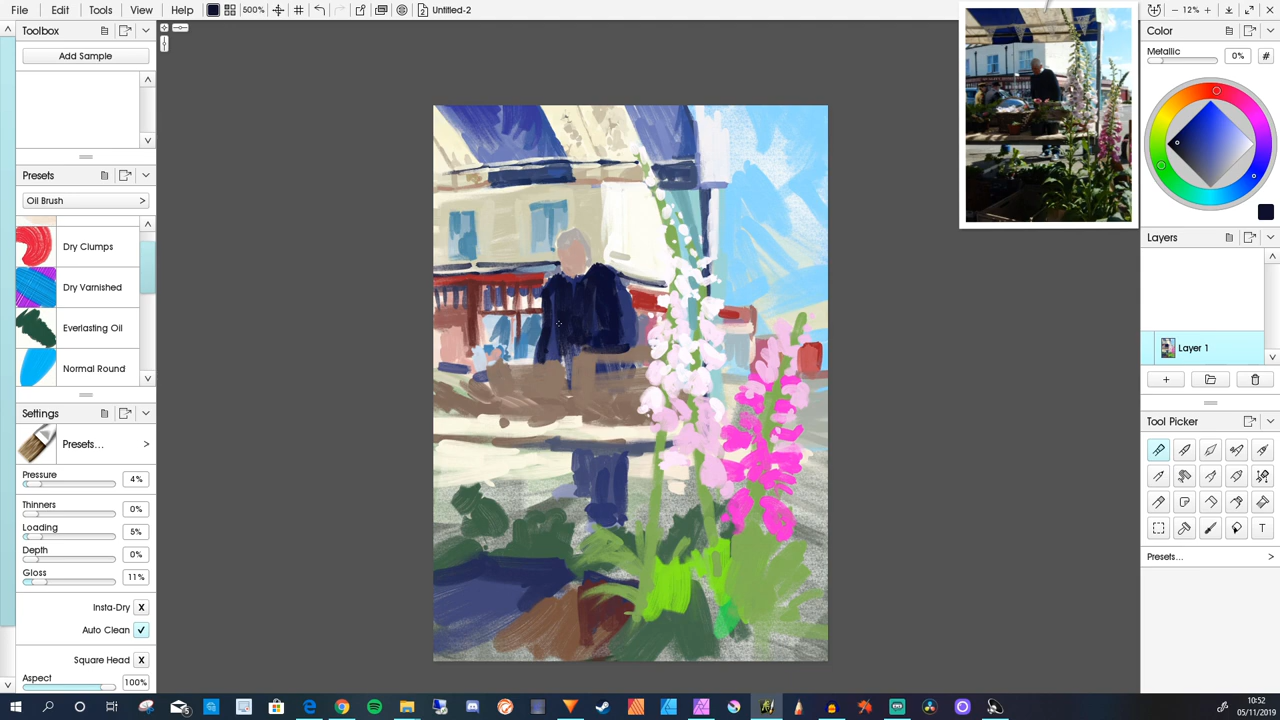 File Edit Tools View Window Help 500% Untitled-2 12%
Toolbox
Add Sample
Presets
Oil Brush >
Dry Clumps
Dry Varnished
Everlasting Oil
Normal Round
Settings
Presets... >
Pressure 4%
Thinners 0%
Loading 5%
Depth 0%
Gloss 11%
Insta-Dry X
Auto Clean ✓
Square Head X
Aspect 100%
Color
Metallic 0% #
Layers
Layer 1
Tool Picker
T
Presets... >
10:52
05/11/2019